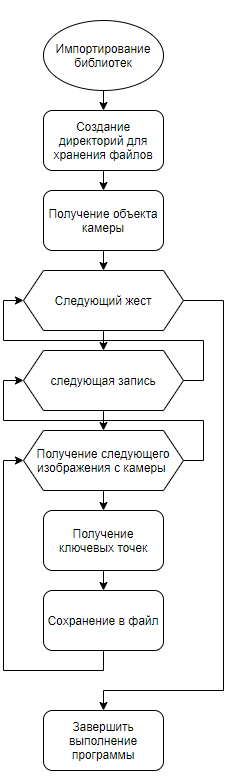 Импортирование
библиотек
Создание
директорий для
хранения файлов
Получение объекта
камеры
Следующий жест
следующая запись
Получение следующего
изображения с камеры
Получение
ключевых точек
Сохранение в файл
Завершить
выполнение
программы